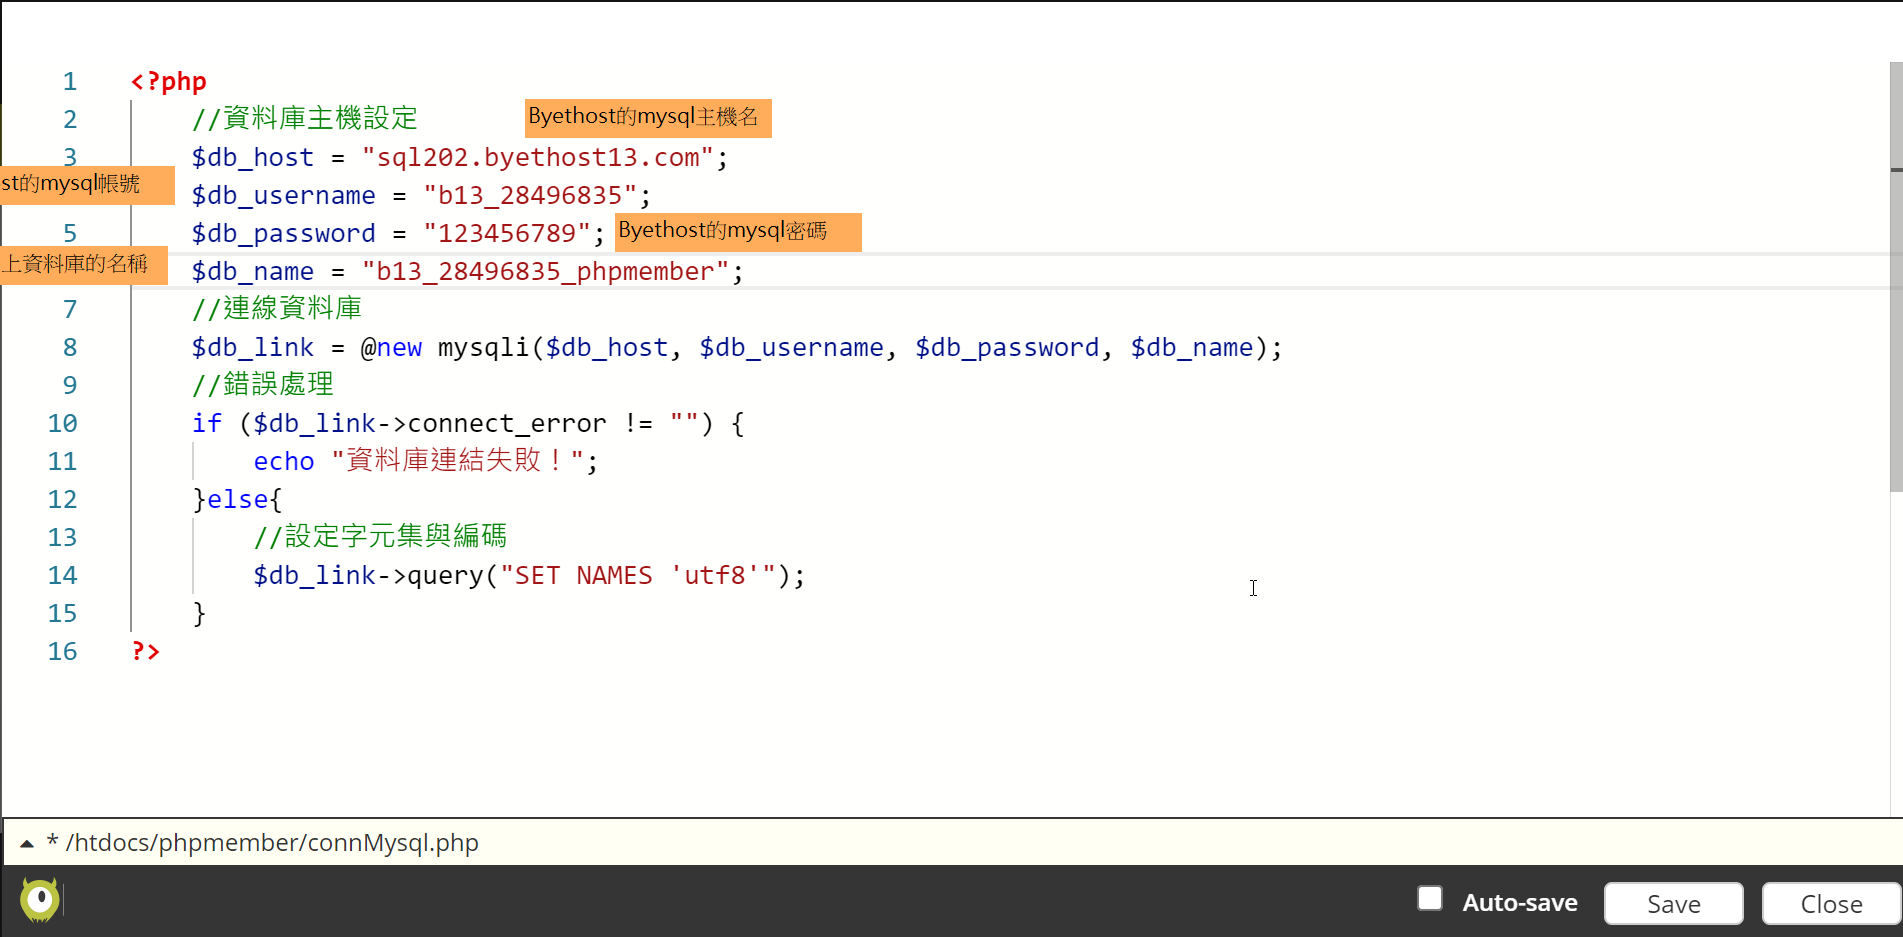 1 <?php
2 //資料庫主機設定 Byethost的mysql主機名
3 $db_host = "sql202.byethost13.com";
st的mysql帳號 $db_username = "b13_28496835";
5 $db_password = "123456789"; Byethost的mysql密碼
上資料庫的名稱 $db_name = "b13_28496835_phpmember";
7 //連線資料庫
8 $db_link = @new mysqli($db_host, $db_username, $db_password, $db_name);
9 //錯誤處理
10 if ($db_link->connect_error != "") {
11 echo "資料庫連結失敗！";
12 }else{
13 //設定字元集與編碼
14 $db_link->query("SET NAMES 'utf8'");
15 }
16 ?>
* /htdocs/phpmember/connMysql.php
Auto-save Save Close